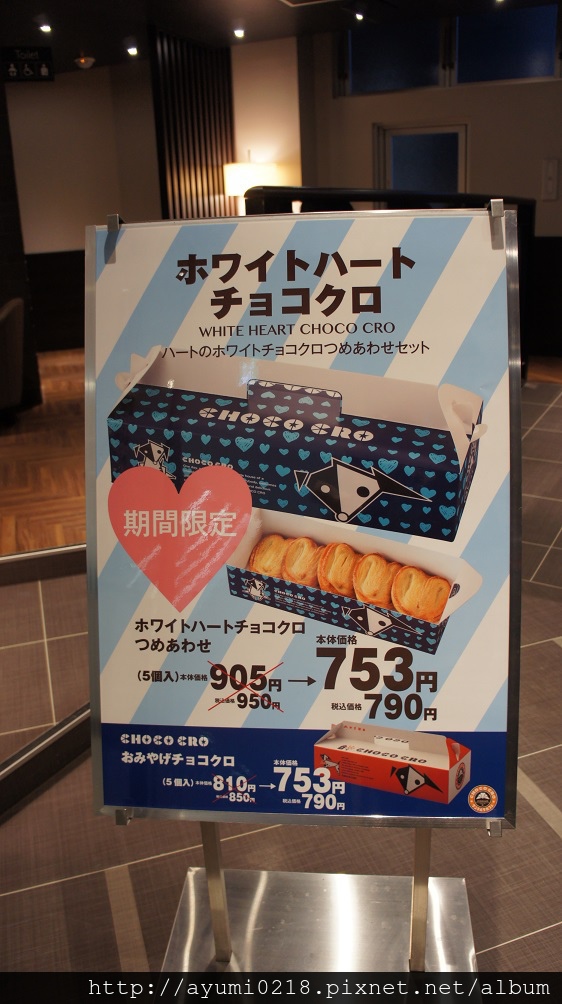 Toilet
ホワイトハート
チョコクロ
WHITE HEART CHOCO CRO
ハートのホワイトチョコクロつめあわせセット
CHOCO CRO
CHOCO CRO
期間限定
ホワイトハートチョコクロ
つめあわせ
(5個入)本体価格905円→本体価格753円
税込価格950円 税込価格790円
CHOCO CRO
おみやげチョコクロ
(5個入)本体価格810円→本体価格753円
850円 税込価格790円
CHOCO CRO
http://ayumi0218.pixnet.net/album